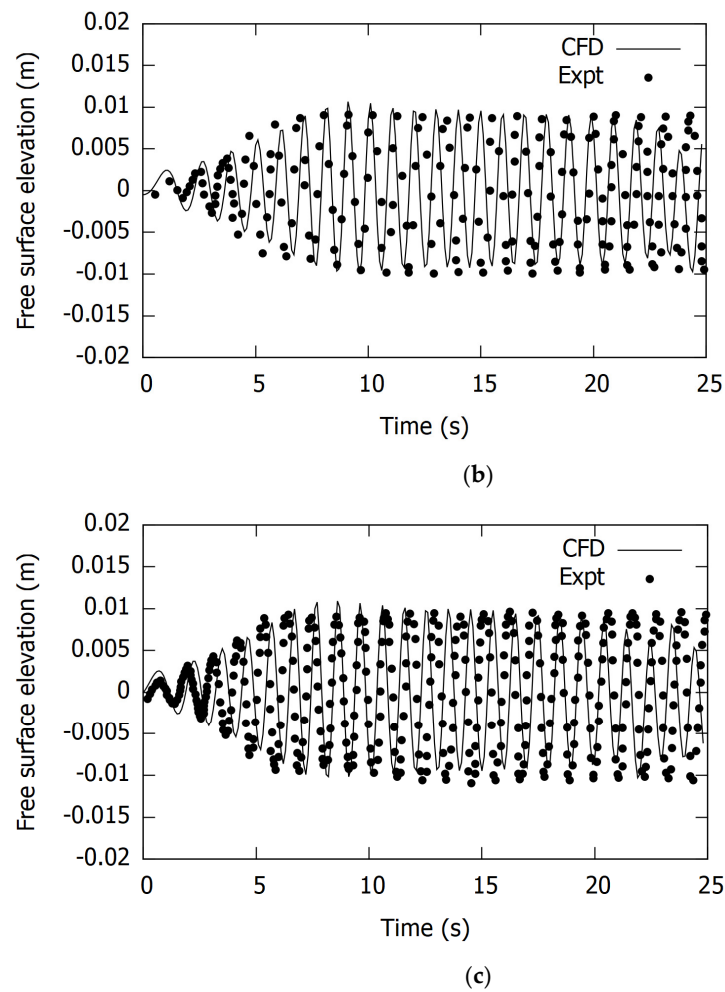 0.02
0.015
0.01
0.005
0
-0.005
-0.01
-0.015
-0.02
Free surface elevation (m)
CFD
Expt
0 5 10 15 20 25
Time (s)
(b)
0.02
0.015
0.01
0.005
0
-0.005
-0.01
-0.015
-0.02
Free surface elevation (m)
CFD
Expt
0 5 10 15 20 25
Time (s)
(c)